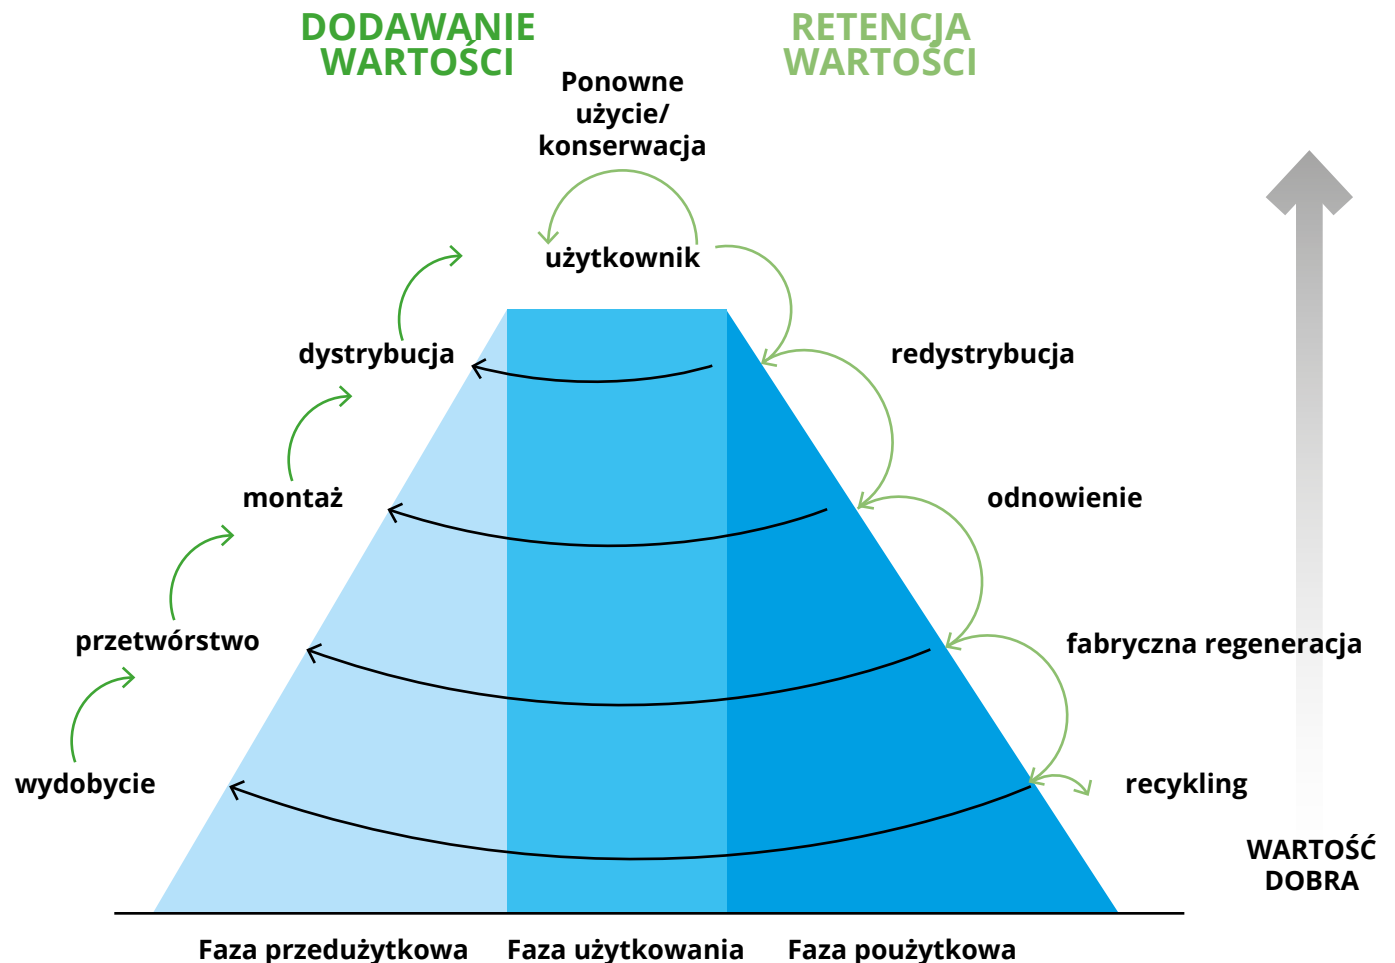 DODAWANIE
WARTOŚCI
RETENCJA
WARTOŚCI
Ponowne
użycie/
konserwacja
użytkownik
dystrybucja
redystrybucja
montaż
odnowienie
przetwórstwo
fabryczna regeneracja
wydobycie
recykling
WARTOŚĆ
DOBRA
Faza przedużytkowa
Faza użytkowania
Faza poużytkowa